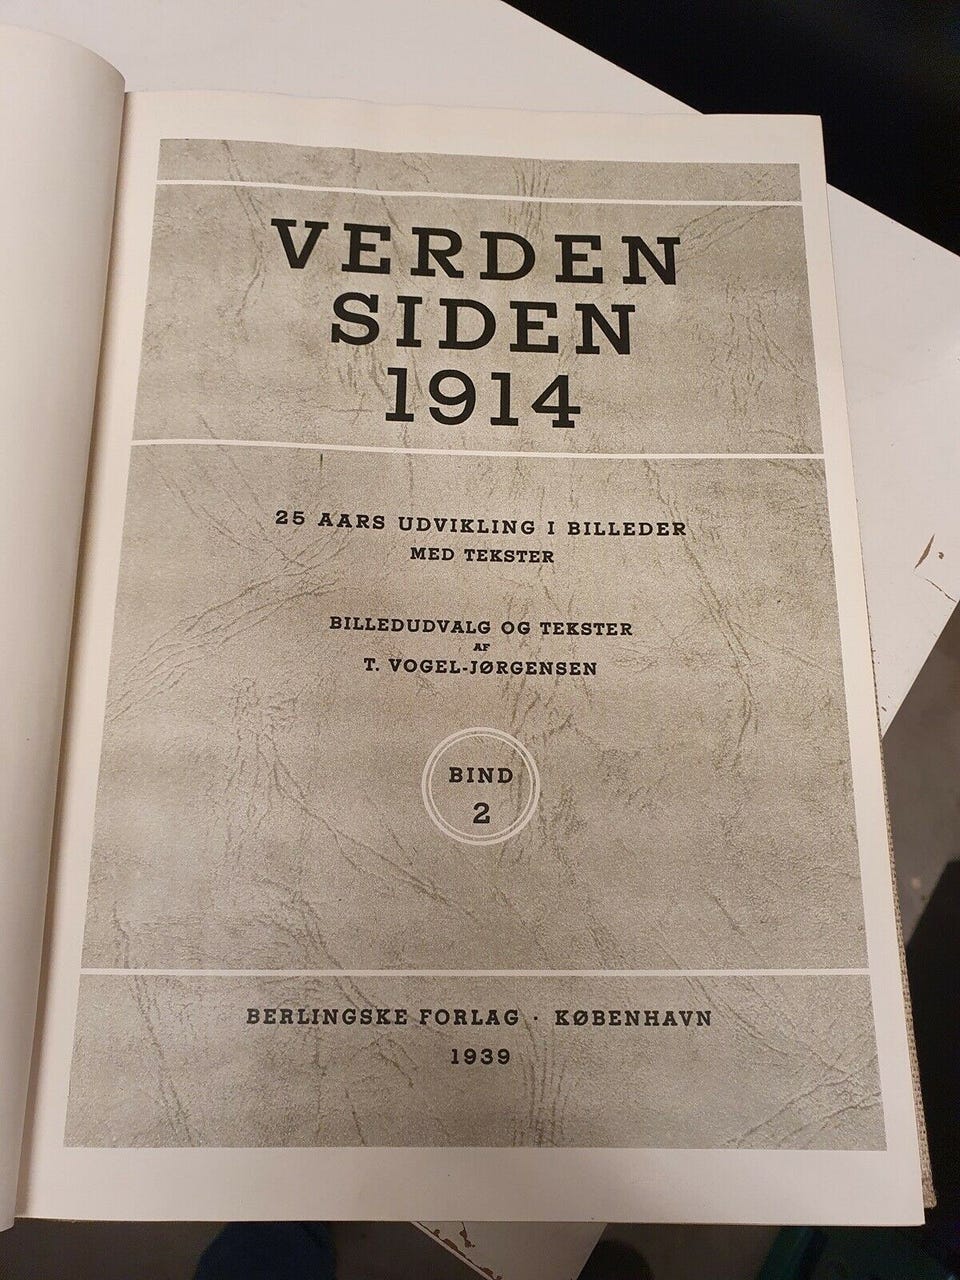 VERDEN
SIDEN
1914
25 AARS UDVIKLING I BILLEDER
MED TEKSTER
BILLEDUDVALG OG TEKSTER
AF
T. VOGEL-JØRGENSEN
BIND
2
BERLINGSKE FORLAG · KØBENHAVN
1939